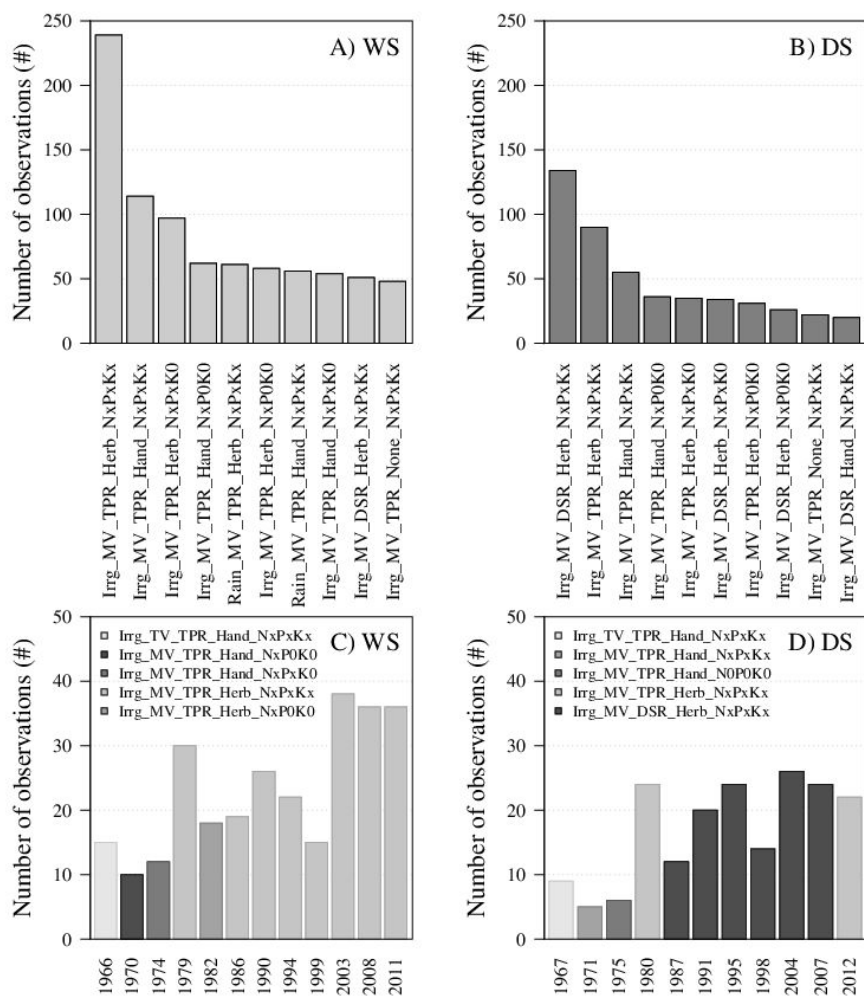 A) WS
Number of observations (#)
250
200
150
100
50
0
Irrg_MV_TPR_Herb_NxPxKx
Irrg_MV_TPR_Hand_NxPxKx
Irrg_MV_TPR_Herb_NxPxK0
Irrg_MV_TPR_Hand_NxP0K0
Rain_MV_TPR_Herb_NxPxKx
Irrg_MV_TPR_Herb_NxP0K0
Rain_MV_TPR_Hand_NxPxKx
Irrg_MV_TPR_Hand_NxPxK0
Irrg_MV_DSR_Herb_NxPxKx
Irrg_MV_TPR_None_NxPxKx
B) DS
Number of observations (#)
250
200
150
100
50
0
Irrg_MV_DSR_Herb_NxPxKx
Irrg_MV_TPR_Herb_NxPxKx
Irrg_MV_TPR_Hand_NxPxKx
Irrg_MV_TPR_Hand_NxP0K0
Irrg_MV_TPR_Herb_NxPxK0
Irrg_MV_DSR_Herb_NxPxK0
Irrg_MV_TPR_Herb_NxP0K0
Irrg_MV_DSR_Herb_NxP0K0
Irrg_MV_TPR_None_NxPxKx
Irrg_MV_DSR_Hand_NxPxKx
C) WS
Number of observations (#)
50
40
30
20
10
0
Irrg_TV_TPR_Hand_NxPxKx
Irrg_MV_TPR_Hand_NxP0K0
Irrg_MV_TPR_Hand_NxPxK0
Irrg_MV_TPR_Herb_NxPxKx
Irrg_MV_TPR_Herb_NxP0K0
1966
1970
1974
1979
1982
1986
1990
1994
1999
2003
2008
2011
D) DS
Number of observations (#)
50
40
30
20
10
0
Irrg_TV_TPR_Hand_NxPxKx
Irrg_MV_TPR_Hand_NxPxKx
Irrg_MV_TPR_Hand_N0P0K0
Irrg_MV_TPR_Herb_NxPxKx
Irrg_MV_DSR_Herb_NxPxKx
1967
1971
1975
1980
1987
1991
1995
1998
2004
2007
2012